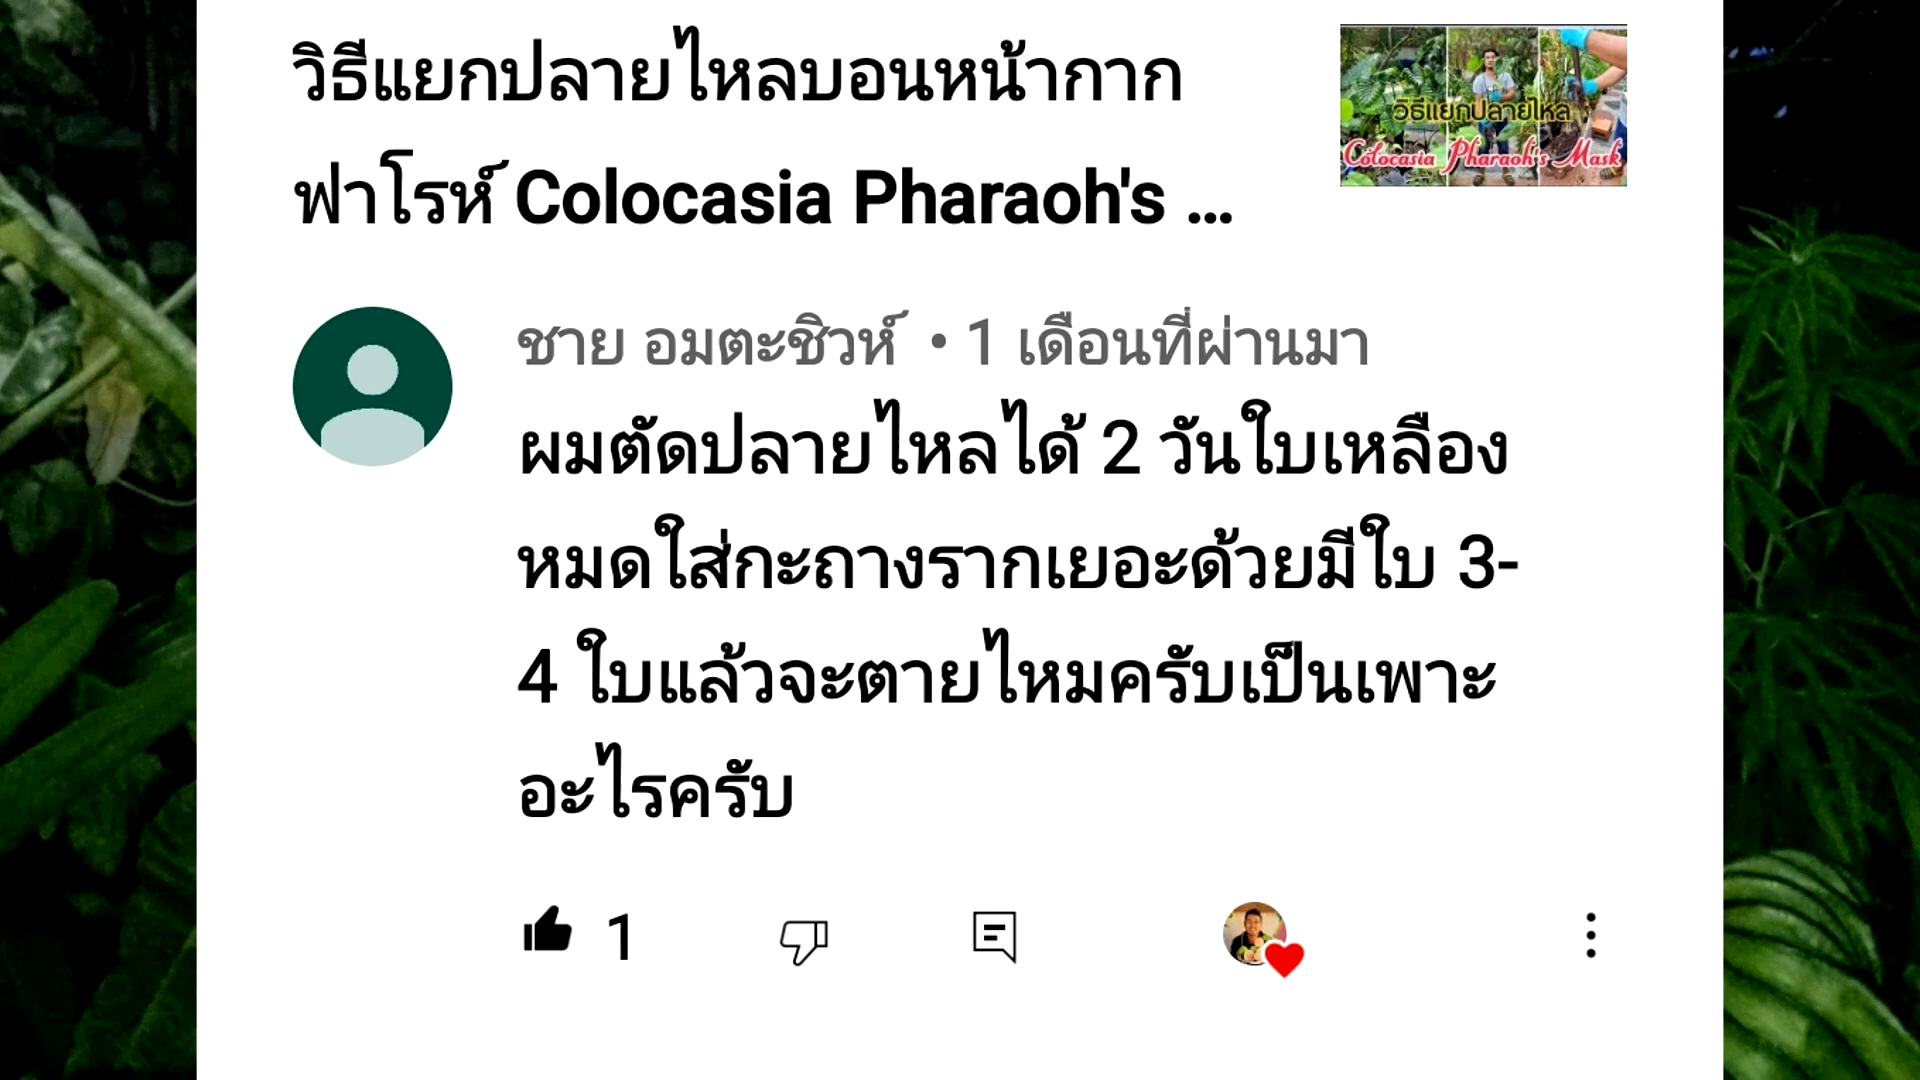 วิธีแยกปลายไหลบอนหน้ากาก
ฟาโรห์ Colocasia Pharaoh's ...
วิธีแยกปลายไหล
Colocasia Pharaoh's Mask
ชาย อมตะชิวห์ • 1 เดือนที่ผ่านมา
ผมตัดปลายไหลได้ 2 วันใบเหลือง
หมดใส่กะถางรากเยอะด้วยมีใบ 3-
4 ใบแล้วจะตายไหมครับเป็นเพาะ
อะไรครับ
1